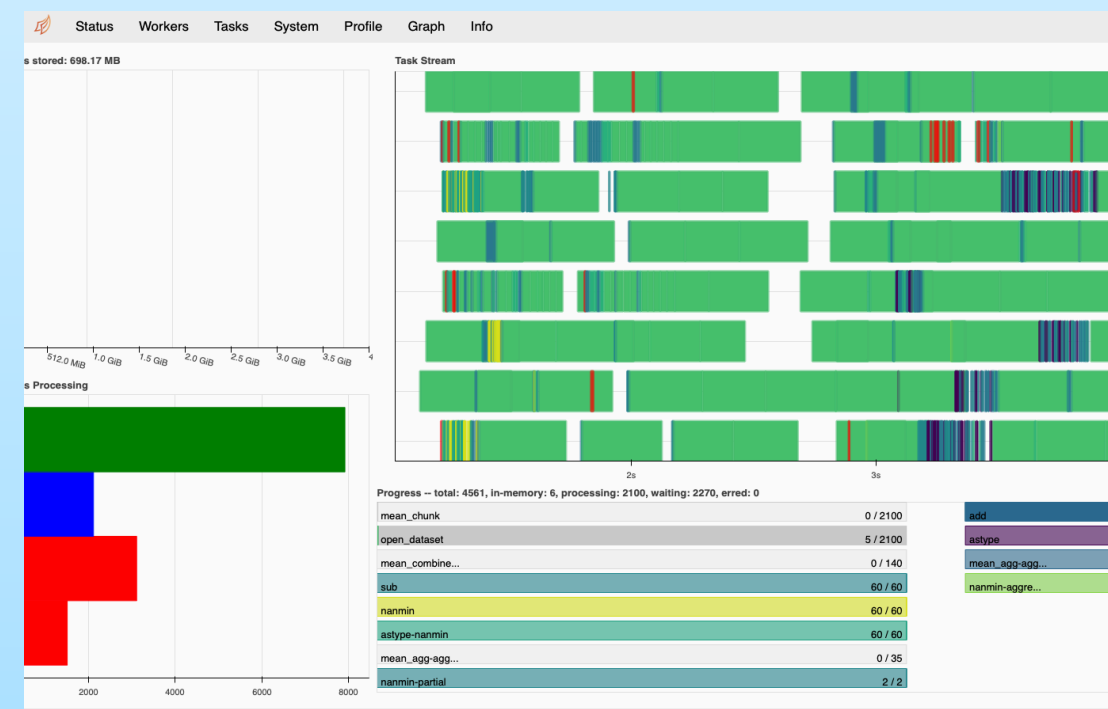 Status Workers Tasks System Profile Graph Info
s stored: 698.17 MB
Task Stream
512.0 MiB 1.0 GiB 1.5 GiB 2.0 GiB 2.5 GiB 3.0 GiB 3.5 GiB 4
s Processing
2000 4000 6000 8000
2s 3s
Progress -- total: 4561, in-memory: 6, processing: 2100, waiting: 2270, erred: 0
mean_chunk 0 / 2100
open_dataset 5 / 2100
mean_combine... 0 / 140
sub 60 / 60
nanmin 60 / 60
astype-nanmin 60 / 60
mean_agg-agg... 0 / 35
nanmin-partial 2 / 2
add
astype
mean_agg-agg...
nanmin-aggre...